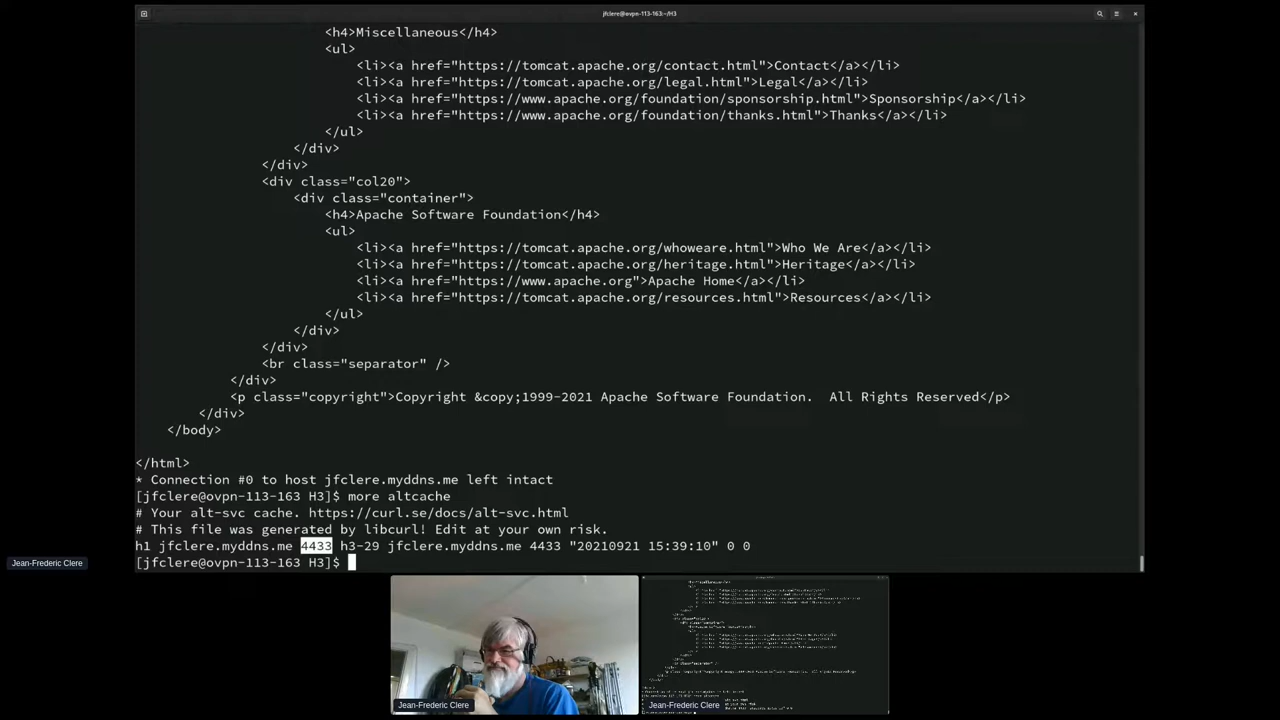 jfclere@ovpn-113-163:~/H3
<h4>Miscellaneous</h4>
<ul>
<li><a href="https://tomcat.apache.org/contact.html">Contact</a></li>
<li><a href="https://tomcat.apache.org/legal.html">Legal</a></li>
<li><a href="https://www.apache.org/foundation/sponsorship.html">Sponsorship</a></li>
<li><a href="https://www.apache.org/foundation/thanks.html">Thanks</a></li>
</ul>
</div>
</div>
<div class="col20">
<div class="container">
<h4>Apache Software Foundation</h4>
<ul>
<li><a href="https://tomcat.apache.org/whoweare.html">Who We Are</a></li>
<li><a href="https://tomcat.apache.org/heritage.html">Heritage</a></li>
<li><a href="https://www.apache.org">Apache Home</a></li>
<li><a href="https://tomcat.apache.org/resources.html">Resources</a></li>
</ul>
</div>
</div>
<br class="separator" />
</div>
<p class="copyright">Copyright &copy;1999-2021 Apache Software Foundation.  All Rights Reserved</p>
</div>
</body>
</html>
* Connection #0 to host jfclere.myddns.me left intact
[jfclere@ovpn-113-163 H3]$ more altcache
# Your alt-svc cache. https://curl.se/docs/alt-svc.html
# This file was generated by libcurl! Edit at your own risk.
h1 jfclere.myddns.me 4433 h3-29 jfclere.myddns.me 4433 "20210921 15:39:10" 0 0
[jfclere@ovpn-113-163 H3]$
Jean-Frederic Clere
Jean-Frederic Clere
Jean-Frederic Clere